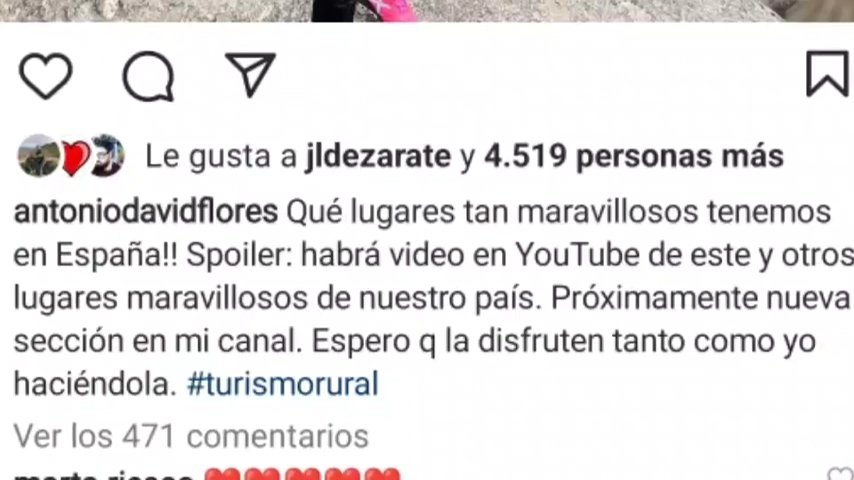 Le gusta a jldezarate y 4.519 personas más
antoniodavidflores Qué lugares tan maravillosos tenemos
en España!! Spoiler: habrá video en YouTube de este y otros
lugares maravillosos de nuestro país. Próximamente nueva
sección en mi canal. Espero q la disfruten tanto como yo
haciéndola. #turismorural
Ver los 471 comentarios